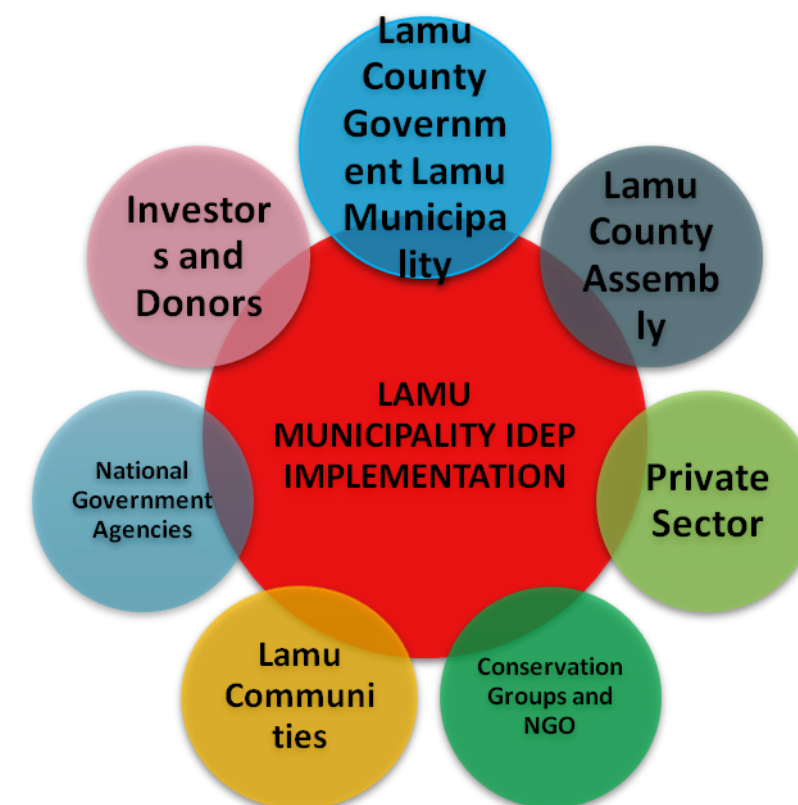 Lamu
County
Governm
ent Lamu
Municipa
lity
Lamu
County
Assemb
ly
Private
Sector
Conservation
Groups and
NGO
Lamu
Communi
ties
National
Government
Agencies
Investor
s and
Donors
LAMU
MUNICIPALITY IDEP
IMPLEMENTATION